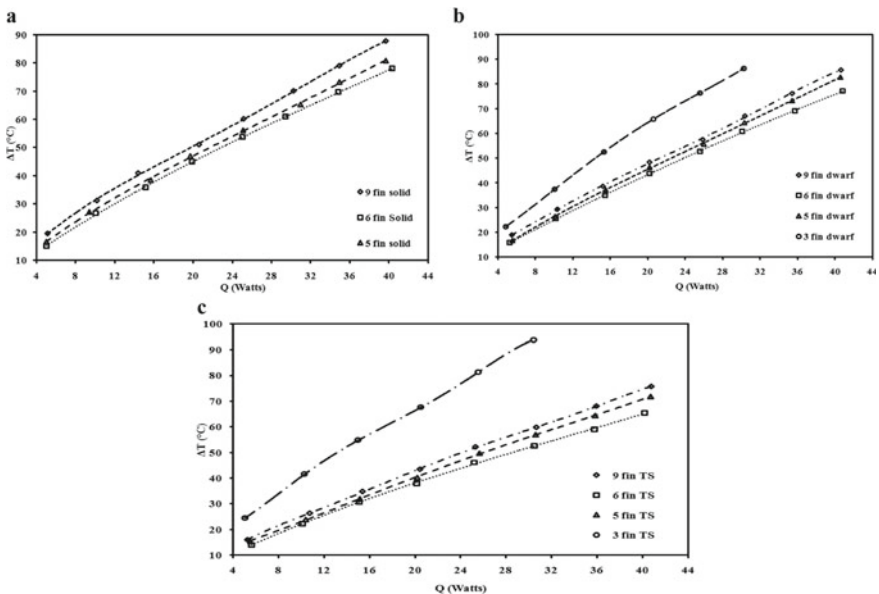 a
90
80
70
60
50
40
30
20
10
ΔT (°C)
4 8 12 16 20 24 28 32 36 40 44
Q (Watts)
9 fin solid
6 fin Solid
5 fin solid
b
100
90
80
70
60
50
40
30
20
10
ΔT (°C)
4 8 12 16 20 24 28 32 36 40 44
Q (Watts)
9 fin dwarf
6 fin dwarf
5 fin dwarf
3 fin dwarf
c
100
90
80
70
60
50
40
30
20
10
ΔT (°C)
4 8 12 16 20 24 28 32 36 40 44
Q (Watts)
9 fin TS
6 fin TS
5 fin TS
3 fin TS